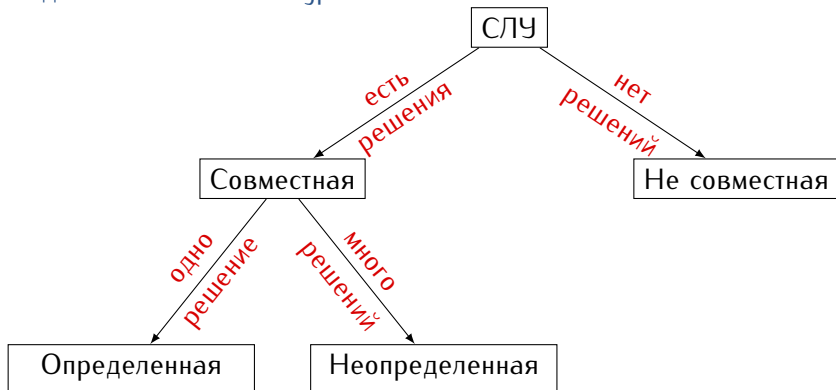 СЛУ
есть
решения
нет
решений
Совместная
Не совместная
одно
решение
много
решений
Определенная
Неопределенная